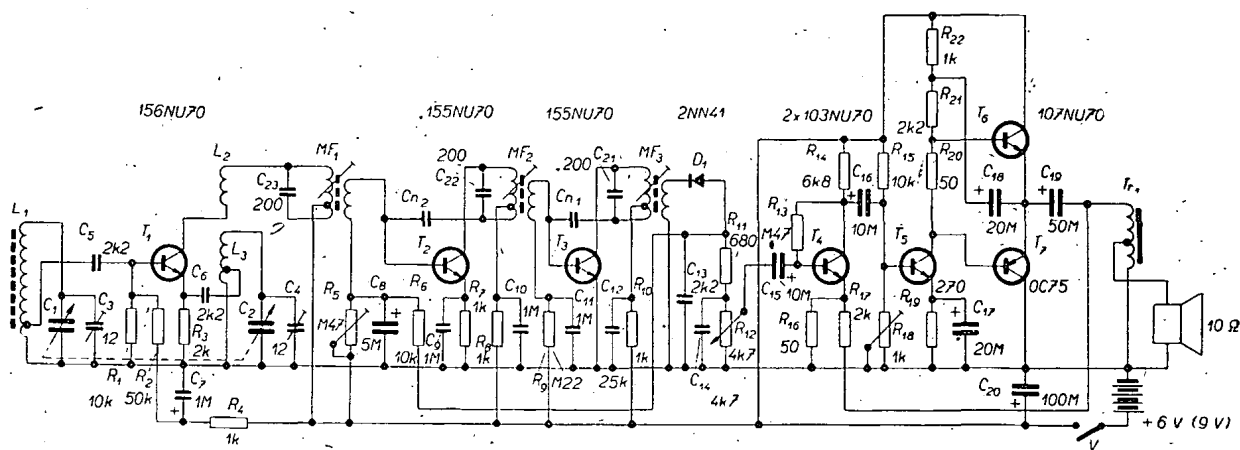 156NU70
155NU70
155NU70
2NN41
2x103NU70
107NU70
L1
C5
2k2
T1
L2
C23
200
MF1
L3
C6
2k2
C1
C3
12
R1
10k
R2
50k
R3
2k
C7
1M
+
R4
1k
C2
C4
12
R5
M47
C8
5M
+
R6
10k
Cn2
T2
200
C22
MF2
C9
1M
R7
1k
R8
1k
C10
1M
Cn1
T3
200
C21
MF3
R9
M22
C11
1M
C12
25k
R10
1k
D1
R11
680
C13
2k2
C14
4k7
R12
4k7
C15
10M
+
R13
M47
T4
R14
6k8
C16
+
10M
R15
10k
R16
50
R17
2k
R18
1k
T5
R19
270
C17
+
20M
R20
50
R21
2k2
R22
1k
T6
C18
+
20M
C19
+
50M
T7
OC75
Tr1
10 Ω
C20
+
100M
V
+6 V (9 V)